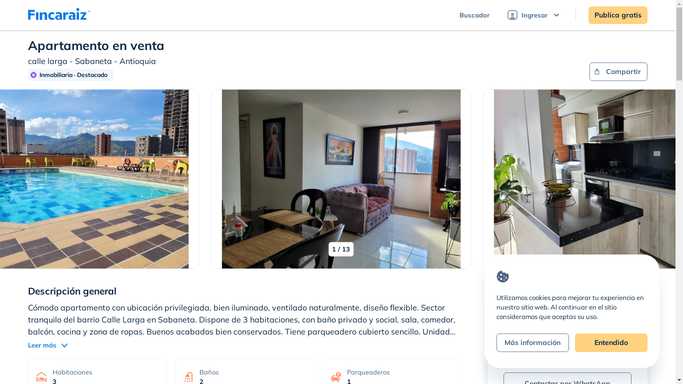 Fincaraiz
Buscador
Ingresar
Publica gratis
Apartamento en venta
calle larga - Sabaneta - Antioquia
Inmobiliaria · Destacado
Compartir
1 / 13
Descripción general
Cómodo apartamento con ubicación privilegiada, bien iluminado, ventilado naturalmente, diseño flexible. Sector
tranquilo del barrio Calle Larga en Sabaneta. Dispone de 3 habitaciones, con baño privado y social, sala, comedor,
balcón, cocina y zona de ropas. Buenos acabados bien conservados. Tiene parqueadero cubierto sencillo. Unidad...
Leer más
Habitaciones
3
Baños
2
Parqueaderos
1
Utilizamos cookies para mejorar tu experiencia en
nuestro sitio web. Al continuar en el sitio
consideramos que aceptas su uso.
Más información
Entendido
Contactar por WhatsApp